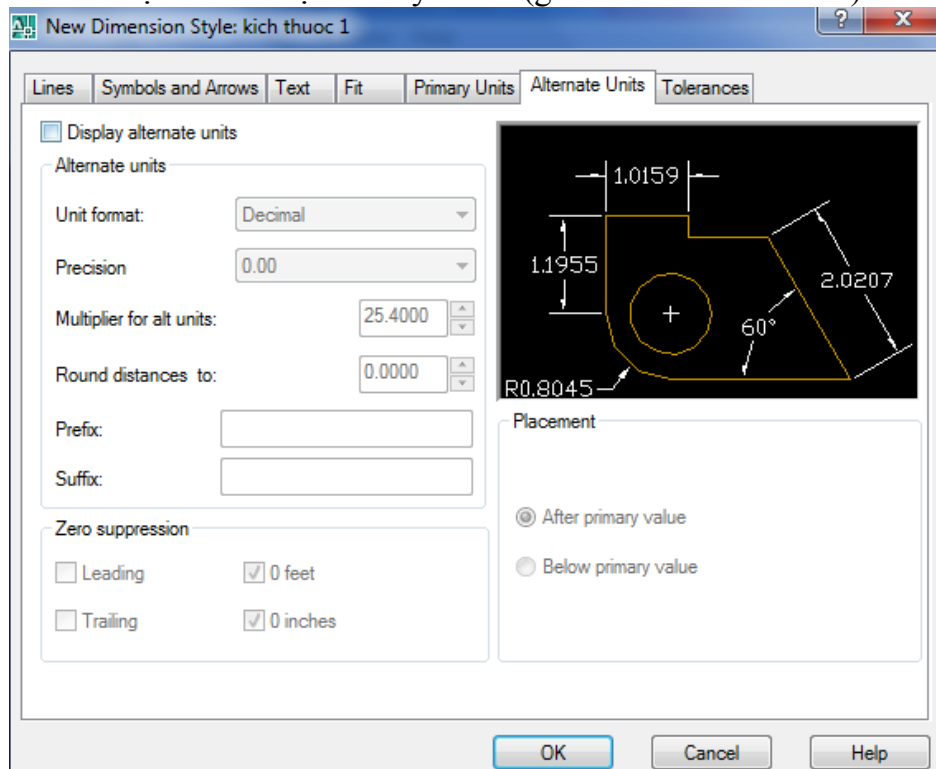 New Dimension Style: kich thuoc 1
Lines Symbols and Arrows Text Fit Primary Units Alternate Units Tolerances
Display alternate units
Alternate units
Unit format: Decimal
Precision 0.00
Multiplier for alt units: 25.4000
Round distances to: 0.0000
Prefix:
Suffix:
Zero suppression
Leading 0 feet
Trailing 0 inches
1.0159
1.1955
2.0207
60°
R0.8045
Placement
After primary value
Below primary value
OK Cancel Help